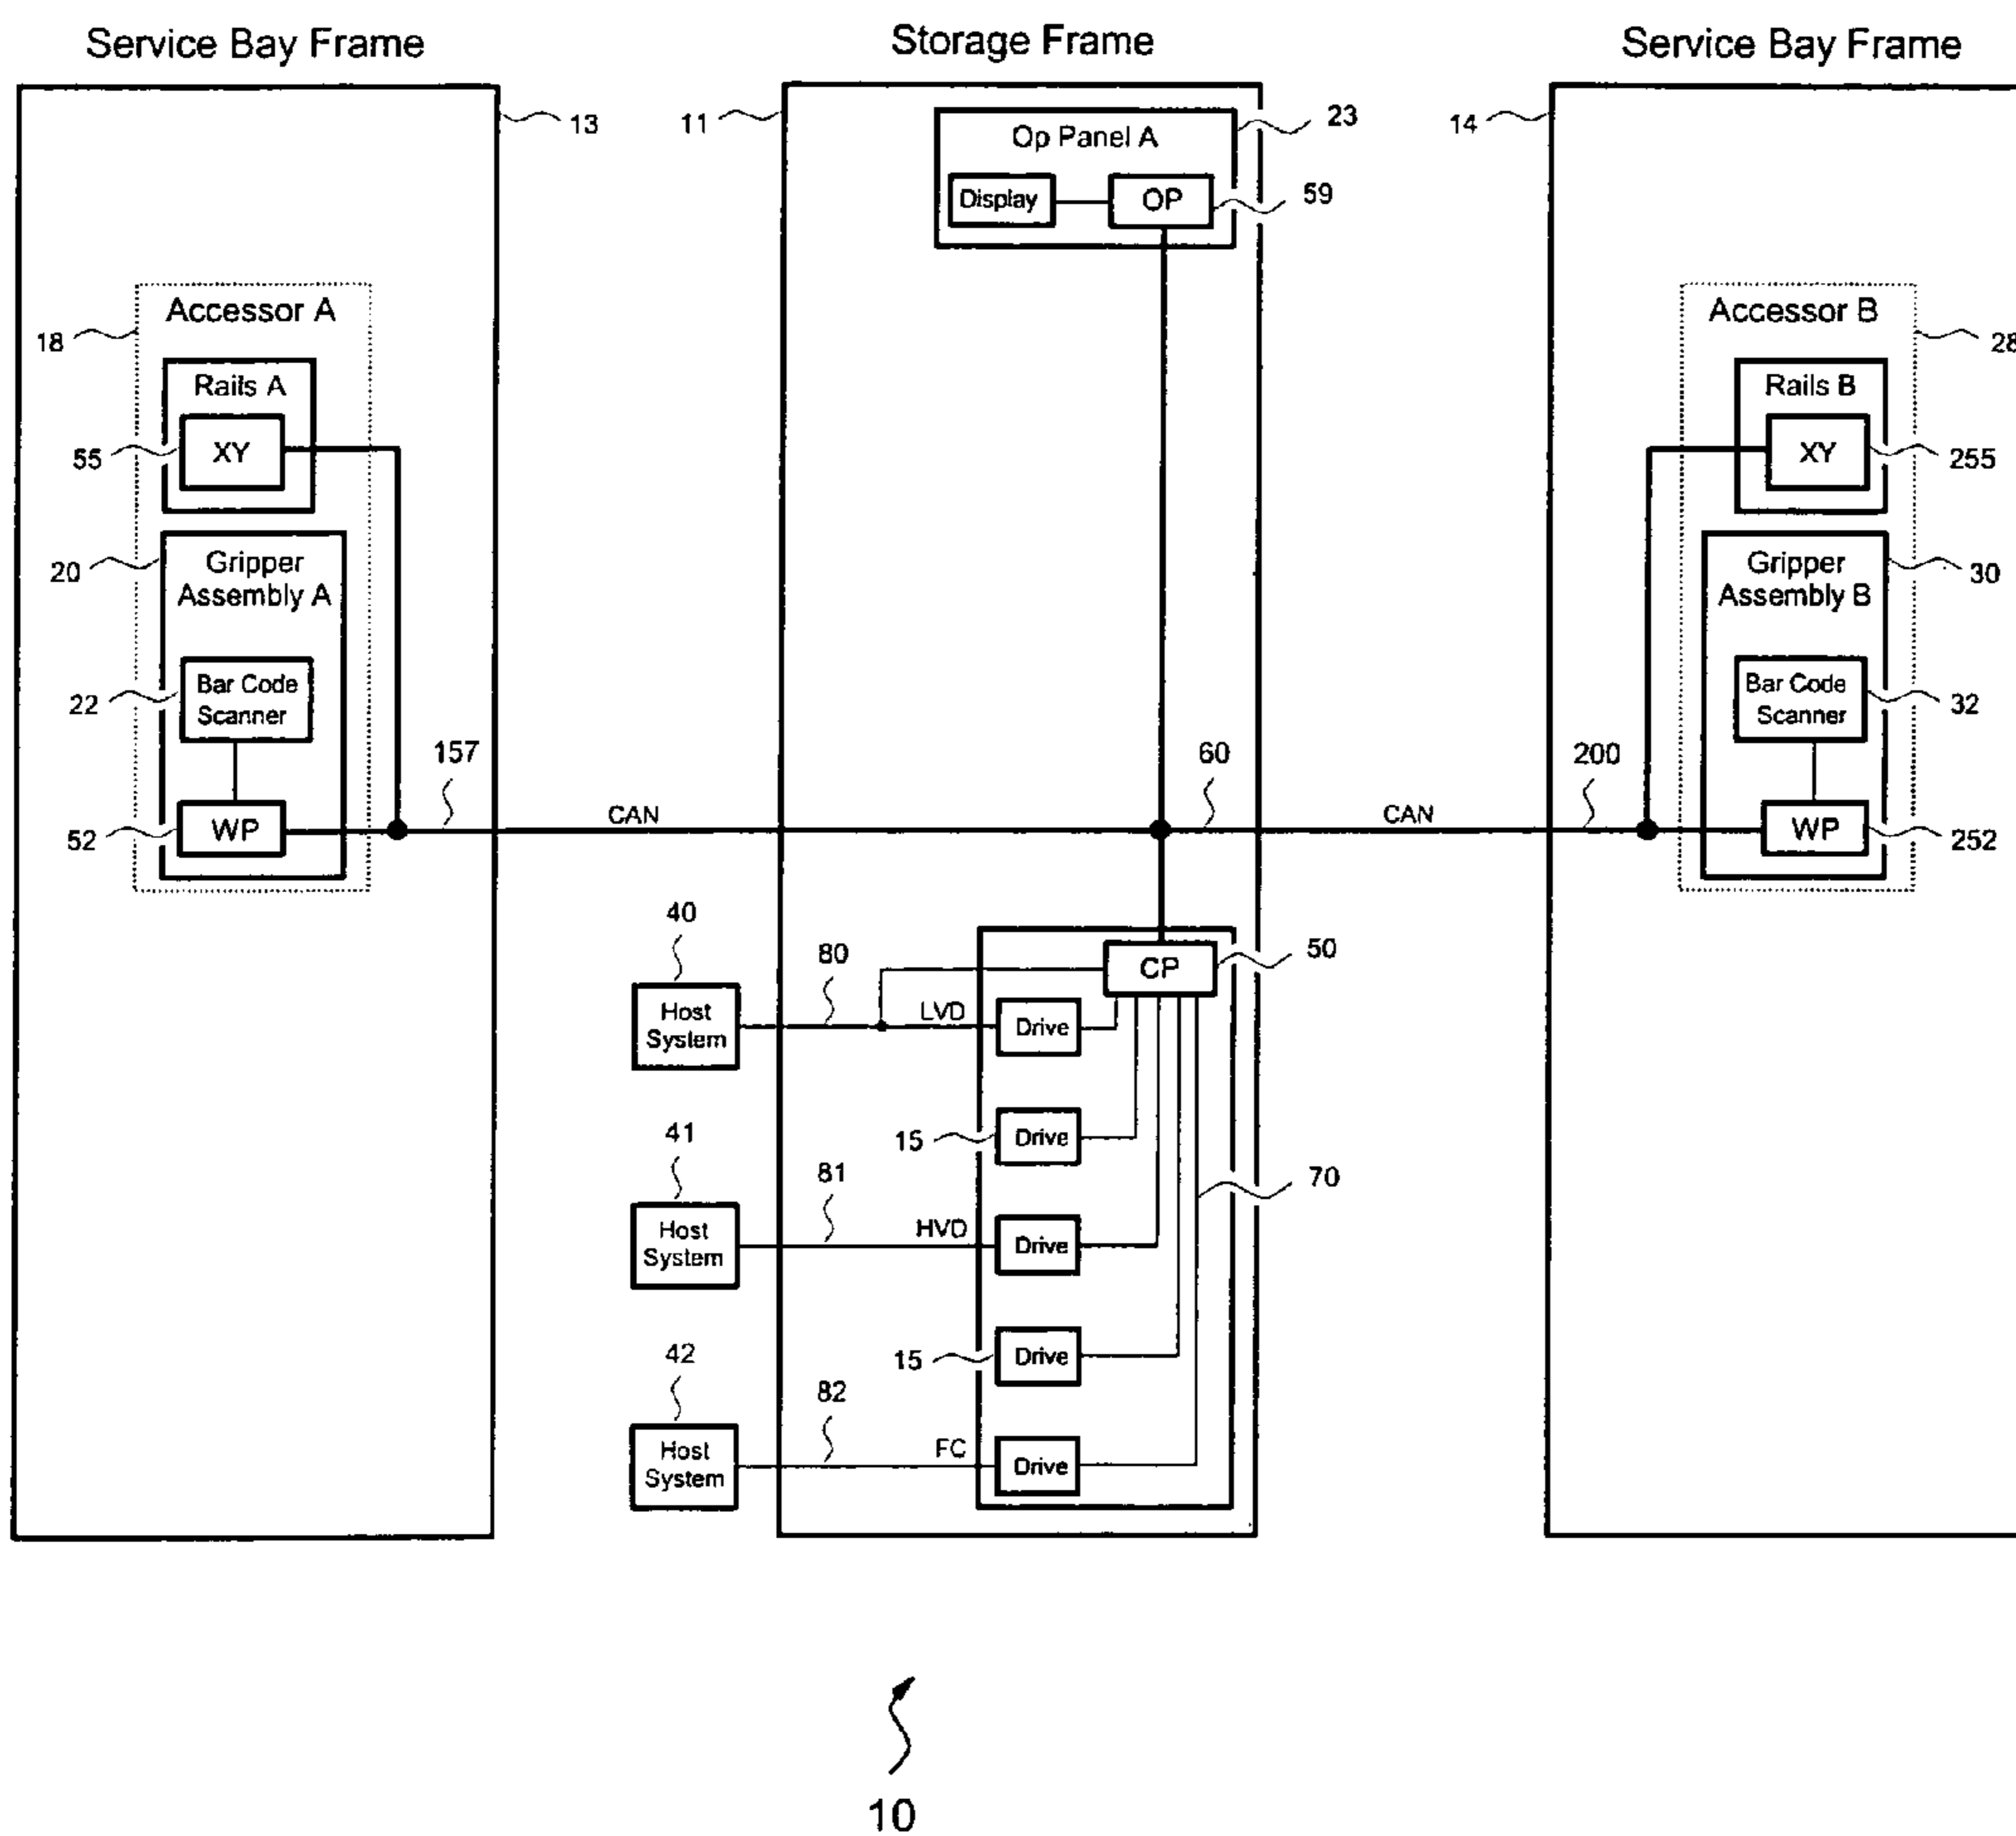 Service Bay Frame
Storage Frame
Service Bay Frame
13
11
23
14
Op Panel A
Display
OP
59
Accessor A
18
Rails A
XY
55
Accessor B
28
Rails B
XY
255
20
Gripper
Assembly A
Gripper
Assembly B
30
22
Bar Code
Scanner
Bar Code
Scanner
32
157
60
200
CAN
CAN
52
WP
WP
252
40
80
CP
50
Host
System
LVD
Drive
41
15
Drive
81
70
Host
System
HVD
Drive
42
15
Drive
82
Host
System
FC
Drive
10